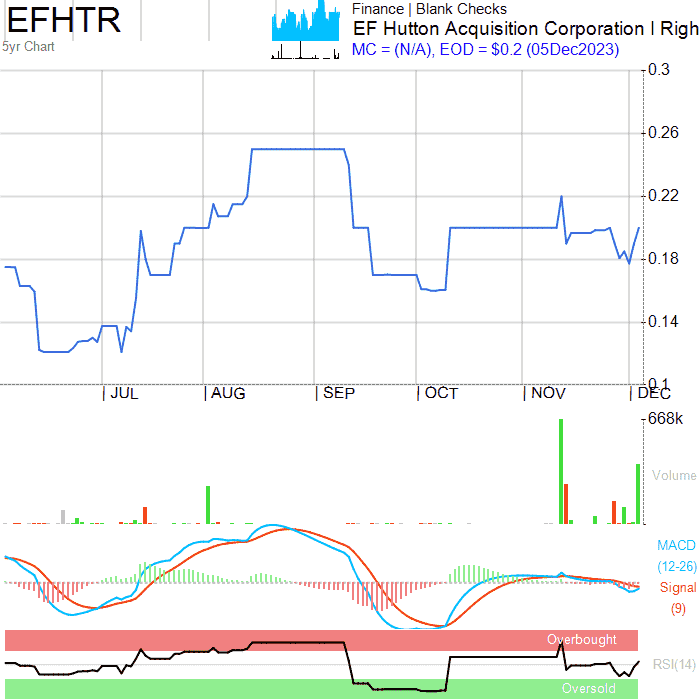 EFHTR
5yr Chart
Finance | Blank Checks
EF Hutton Acquisition Corporation I Righ
MC = (N/A), EOD = $0.2 (05Dec2023)
0.3
0.26
0.22
0.18
0.14
0.1
| JUL | AUG | SEP | OCT | NOV | DEC
668k
Volume
MACD
(12-26)
Signal
(9)
Overbought
RSI(14)
Oversold